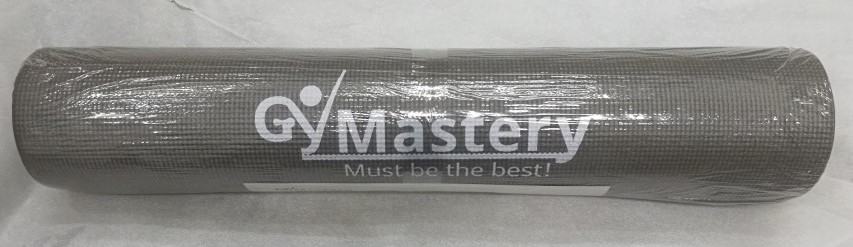 GyMastery
Must be the best!